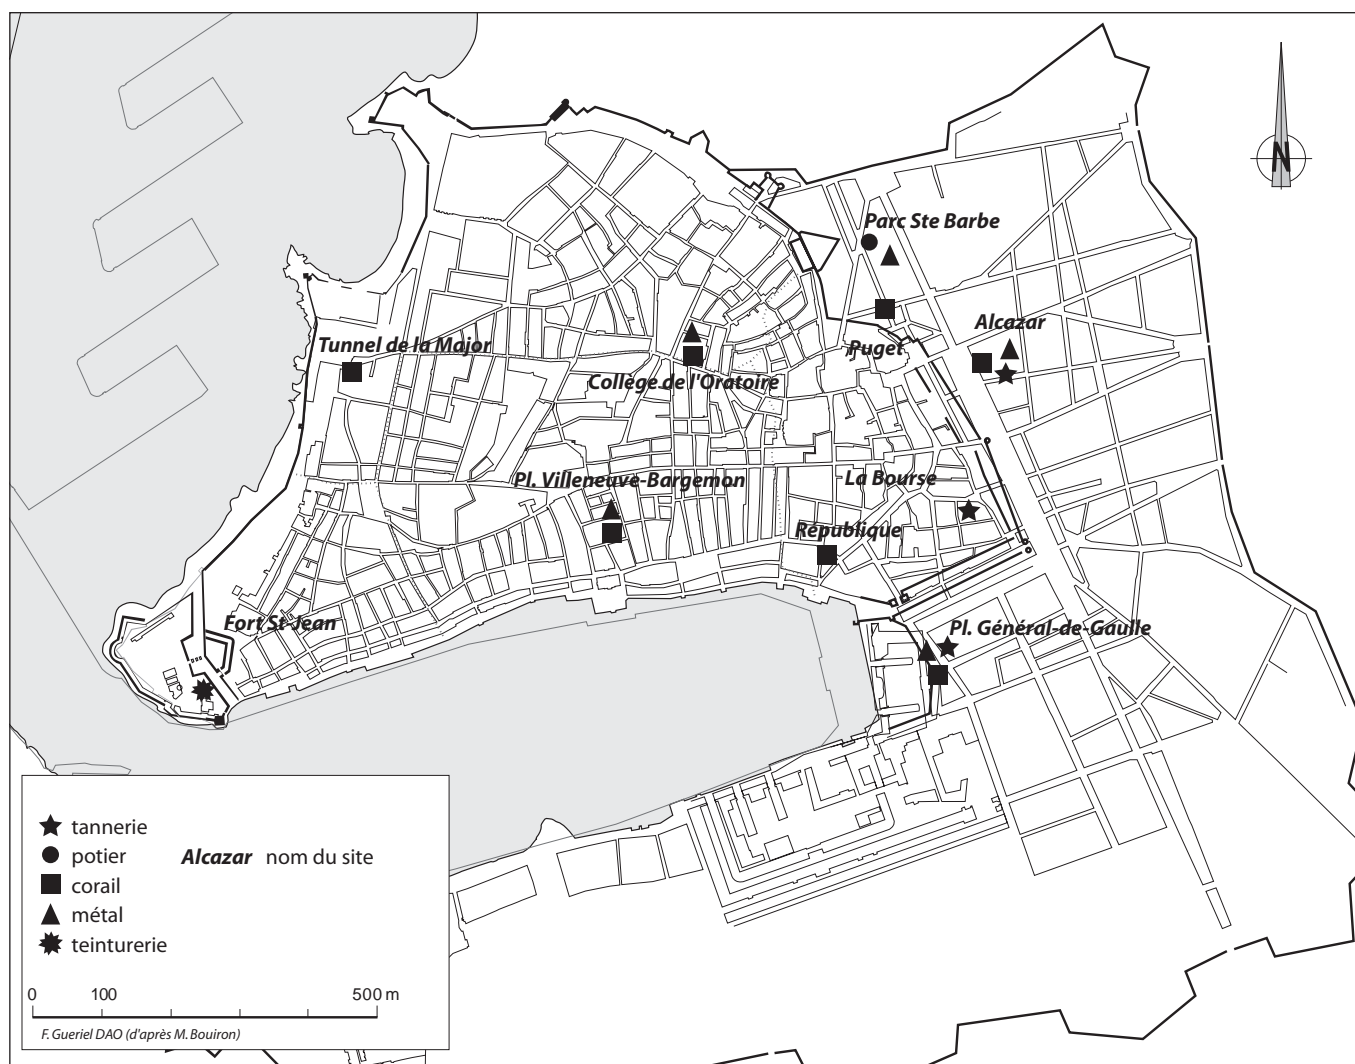 N
Parc Ste Barbe
Alcazar
Tunnel de la Major
Puget
Collège de l'Oratoire
Pl. Villeneuve-Bargemon
La Bourse
République
Fort St Jean
Pl. Général-de-Gaulle
tannerie
potier
Alcazar nom du site
corail
métal
teinturerie
0 100 500 m
F. Gueriel DAO (d'après M. Bouiron)